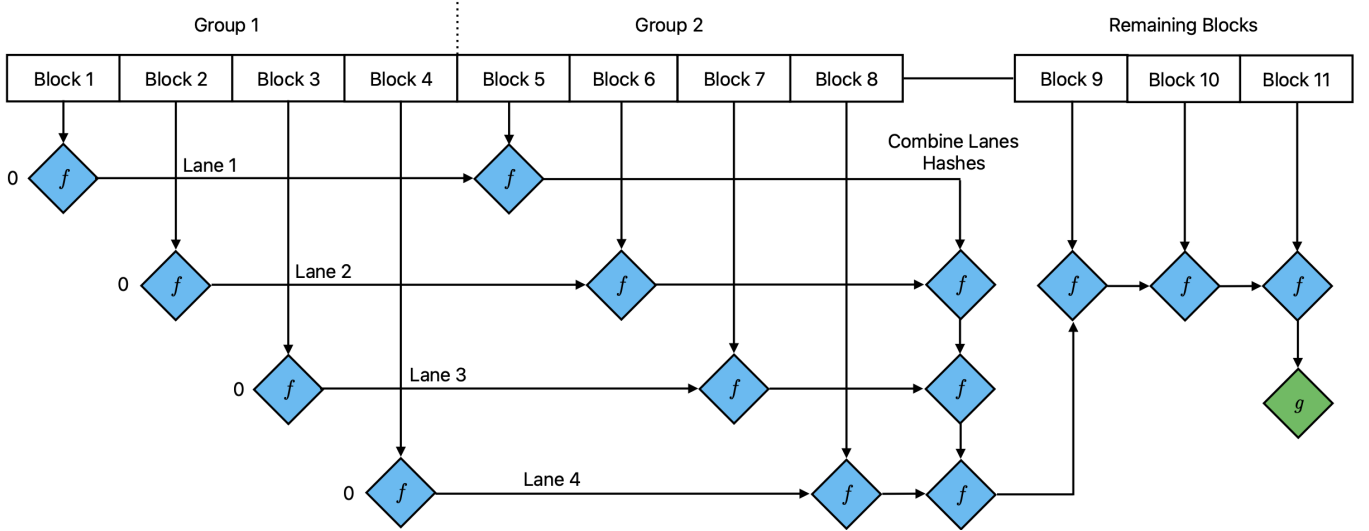 Group 1
Group 2
Remaining Blocks
Block 1
Block 2
Block 3
Block 4
Block 5
Block 6
Block 7
Block 8
Block 9
Block 10
Block 11
Combine Lanes
Hashes
0
f
Lane 1
f
0
f
Lane 2
f
f
f
f
f
0
f
Lane 3
f
f
g
0
f
Lane 4
f
f